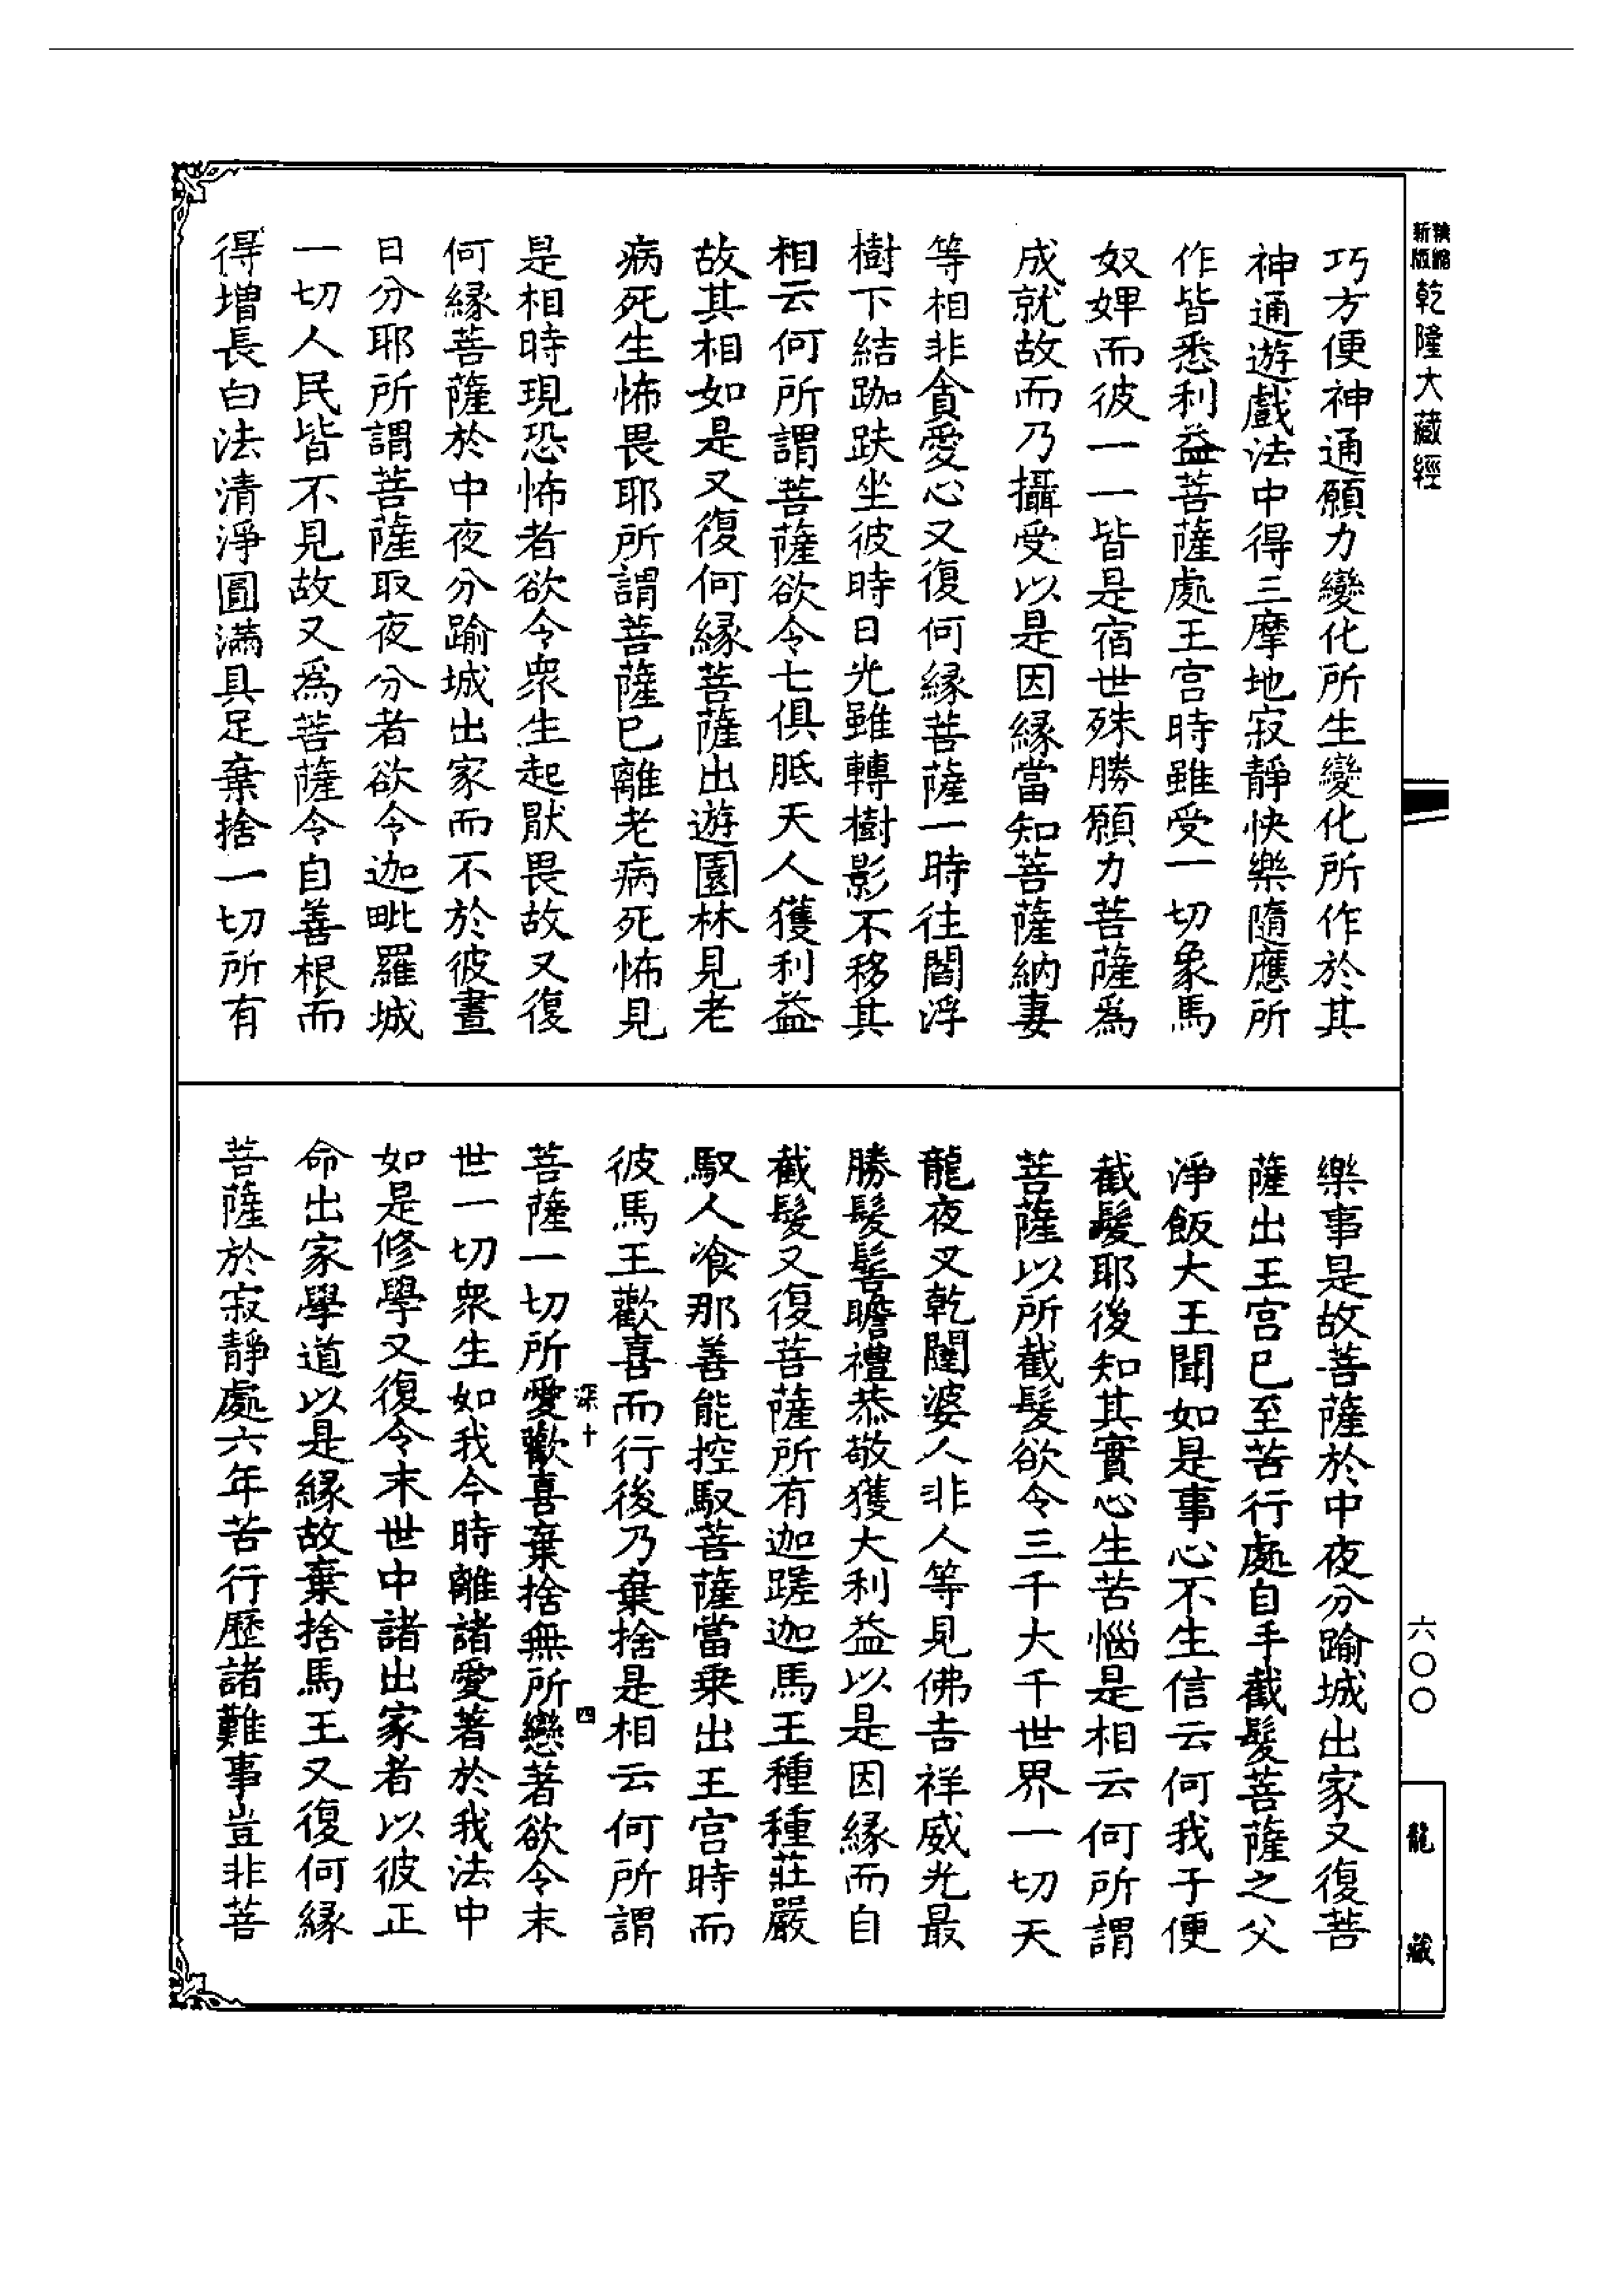 新版精縮乾隆大藏經
巧方便神通願力變化所生變化所作於其
神通遊戲法中得三摩地寂靜快樂隨應所
作皆悉利益菩薩處王宮時雖受一切象馬
奴婢而彼一一皆是宿世殊勝願力菩薩爲
成就故而乃攝受以是因緣當知菩薩納妻
等相非貪愛心又復何緣菩薩一時往閻浮
樹下結跏趺坐彼時日光雖轉樹影不移其
相云何所謂菩薩欲令七俱胝天人獲利益
故其相如是又復何緣菩薩出遊園林見老
病死生怖畏耶所謂菩薩已離老病死怖見
是相時現恐怖者欲令衆生起厭畏故又復
何緣菩薩於中夜分踰城出家而不於彼晝
日分耶所謂菩薩取夜分者欲令迦毗羅城
一切人民皆不見故又爲菩薩令自善根而
得增長白法清淨圓滿具足棄捨一切所有
樂事是故菩薩於中夜分踰城出家又復菩
薩出王宮已至苦行處自手截髮菩薩之父
淨飯大王聞如是事心不生信云何我子便
截髮耶後知其實心生苦惱是相云何所謂
菩薩以所截髮欲令三千大千世界一切天
龍夜叉乾闥婆人非人等見佛吉祥威光最
勝髮髻瞻禮恭敬獲大利益以是因緣而自
截髮又復菩薩所有迦蹉迦馬王種種莊嚴
馭人飡那善能控馭菩薩當乗出王宮時而
彼馬王歡喜而行後乃棄捨是相云何所謂
深十 四
菩薩一切所愛歡喜棄捨無所戀著欲令末
世一切衆生如我今時離諸愛著於我法中
如是修學又復令末世中諸出家者以彼正
命出家學道以是緣故棄捨馬王又復何緣
菩薩於寂靜處六年苦行歷諸難事豈非菩
六〇〇
龍藏